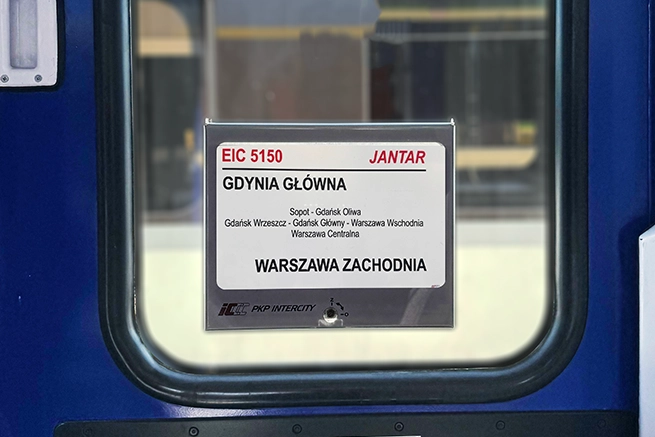 EIC 5150 JANTAR
GDYNIA GŁÓWNA
Sopot - Gdańsk Oliwa
Gdańsk Wrzeszcz - Gdańsk Główny - Warszawa Wschodnia
Warszawa Centralna
WARSZAWA ZACHODNIA
IC PKP INTERCITY